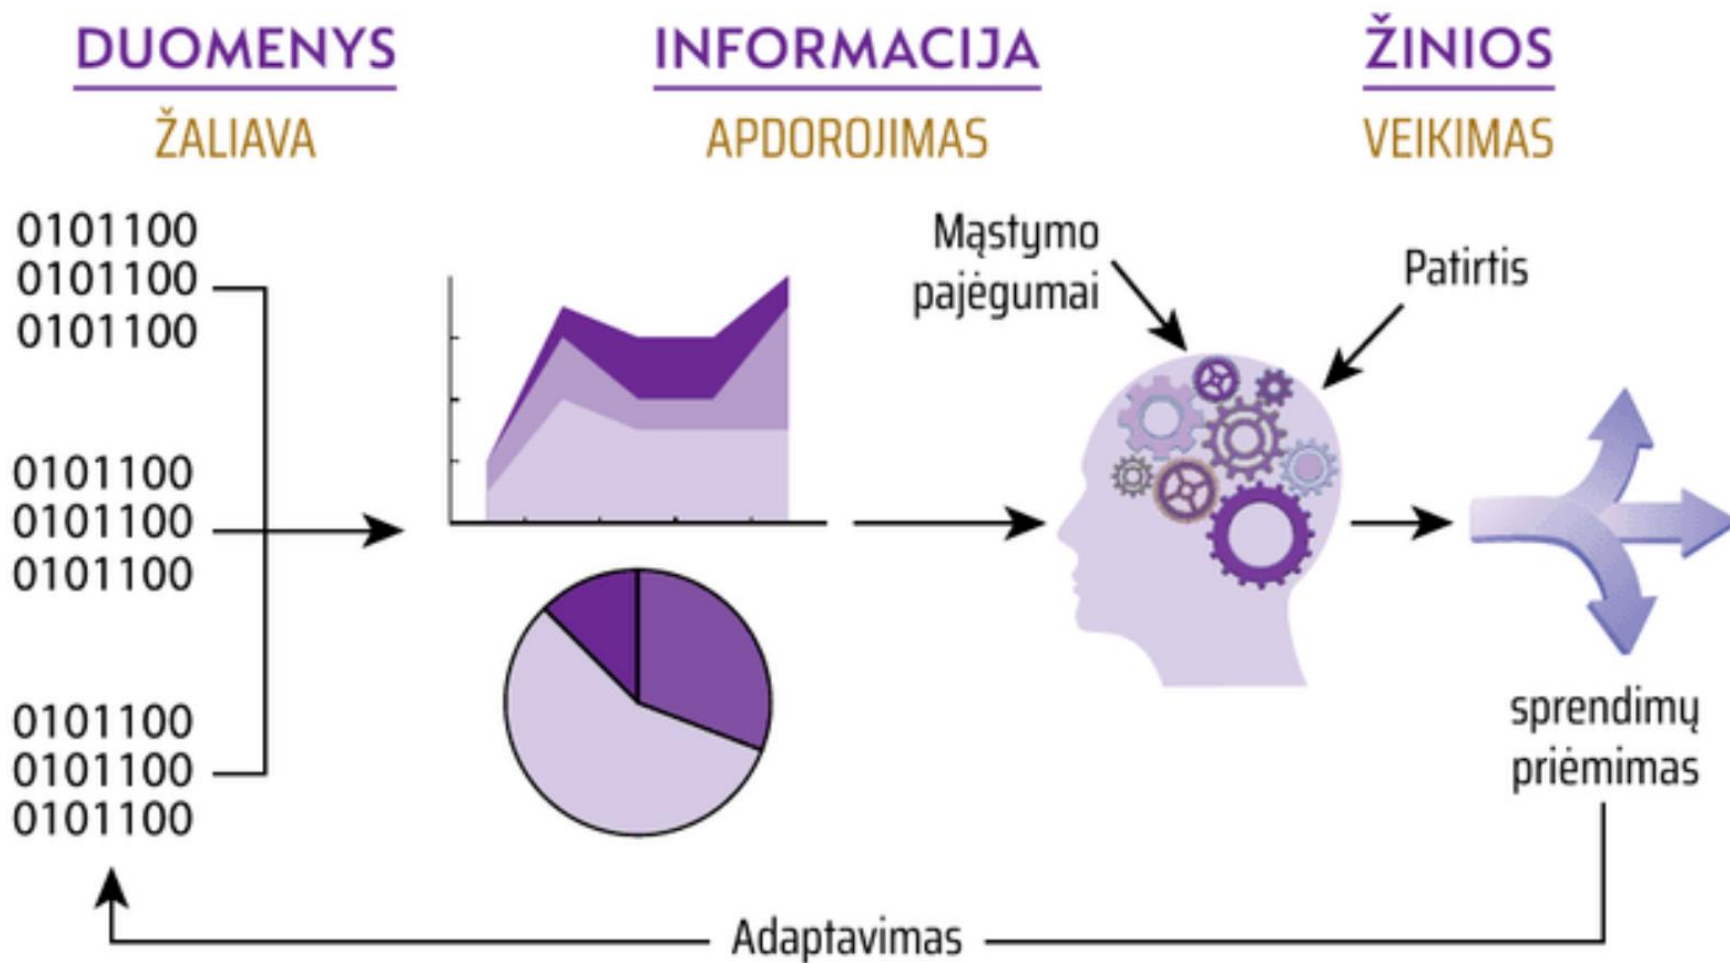 DUOMENYS
ŽALIAVA
INFORMACIJA
APDOROJIMAS
ŽINIOS
VEIKIMAS
0101100
0101100
0101100
0101100
0101100
0101100
0101100
0101100
0101100
Mąstymo
pajėgumai
Patirtis
sprendimų
priėmimas
Adaptavimas